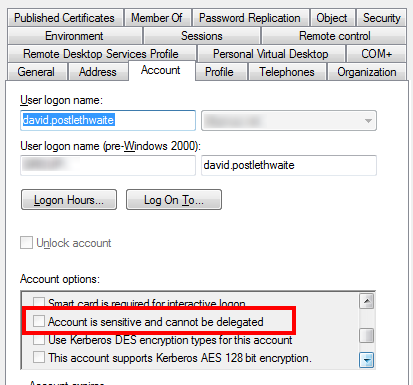 Published Certificates Member Of Password Replication Object Security
Environment Sessions Remote control
Remote Desktop Services Profile Personal Virtual Desktop COM+
General Address Account Profile Telephones Organization
User logon name:
david.postlethwaite
User logon name (pre-Windows 2000):
david.postlethwaite
Logon Hours... Log On To...
Unlock account
Account options:
Smart card is required for interactive logon
Account is sensitive and cannot be delegated
Use Kerberos DES encryption types for this account
This account supports Kerberos AES 128 bit encryption.
Account expires